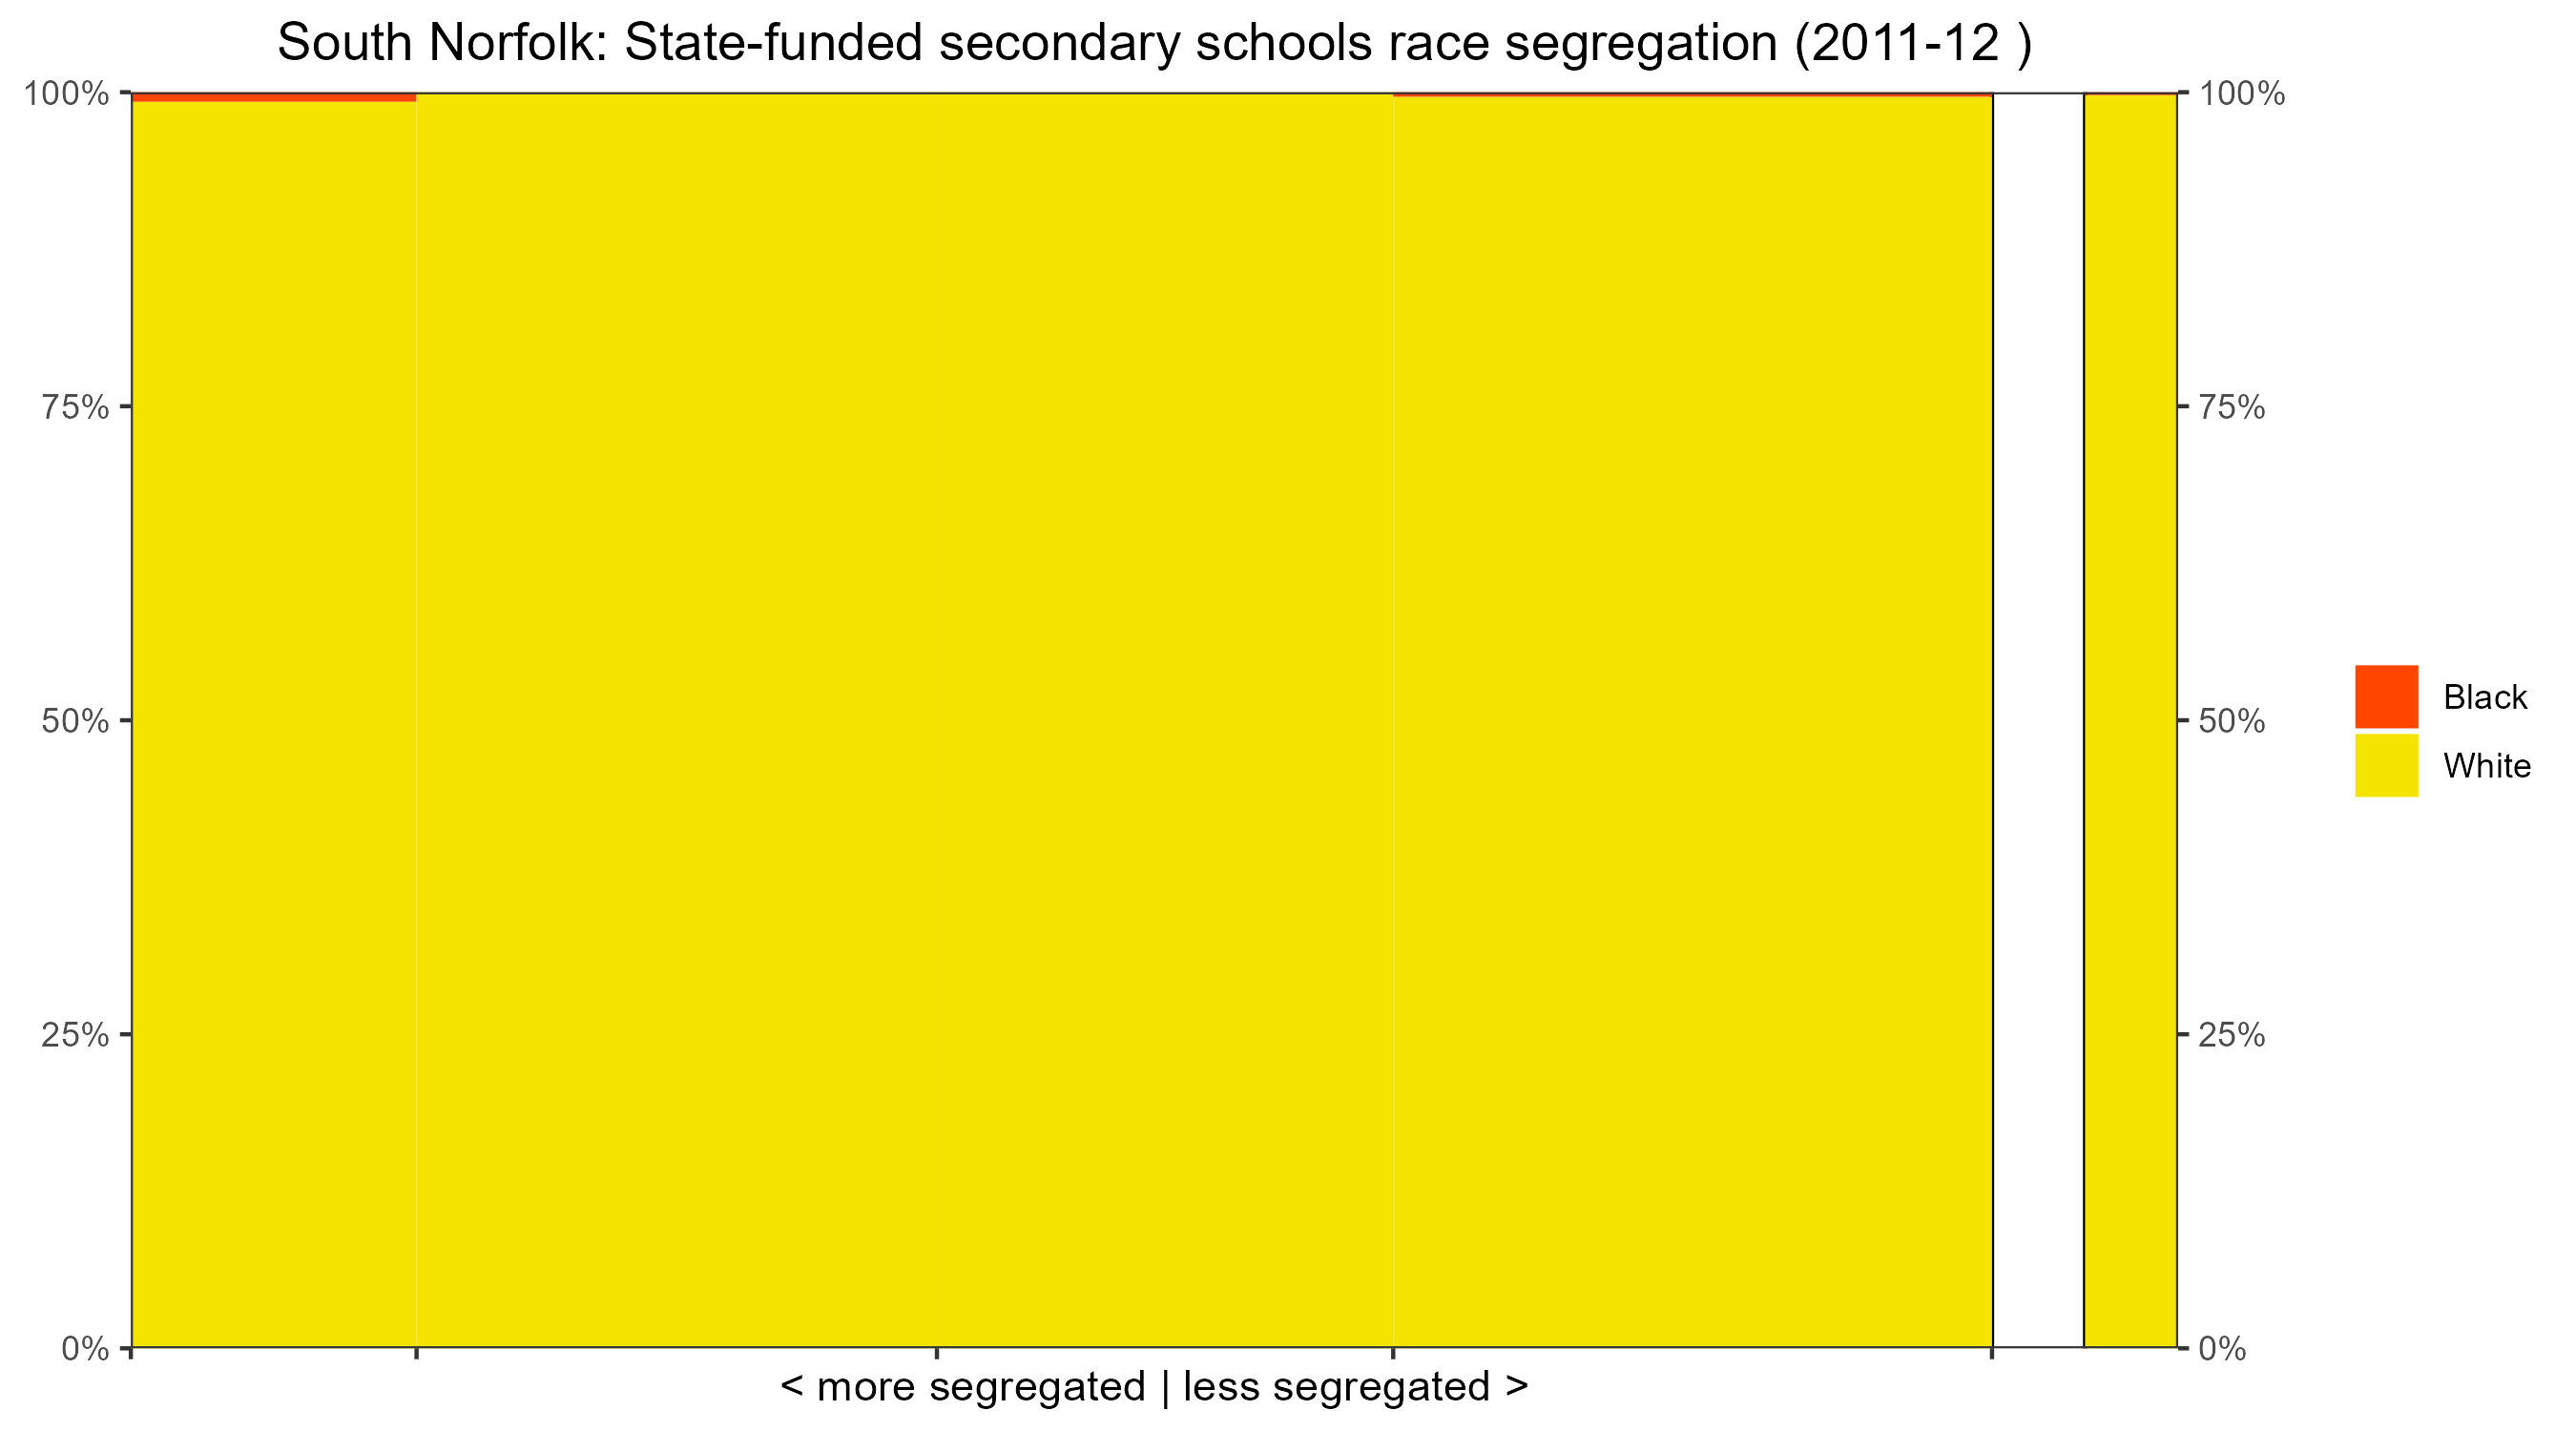 South Norfolk: State-funded secondary schools race segregation (2011-12 )
100%
75%
50%
25%
0%
100%
75%
50%
25%
0%
Black
White
< more segregated | less segregated >